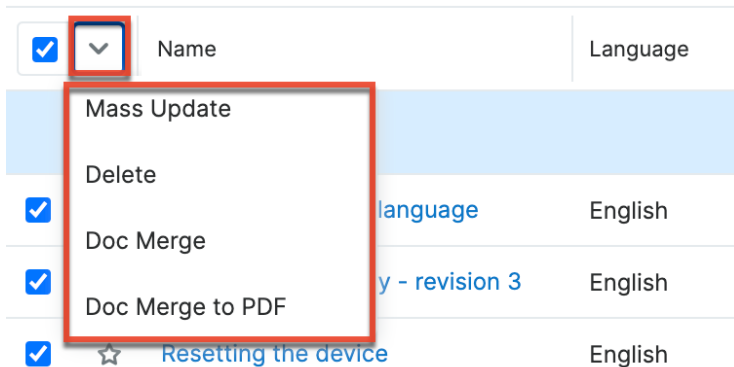 Name Language
Mass Update
Delete
language English
Doc Merge
y - revision 3 English
Doc Merge to PDF
Resetting the device English